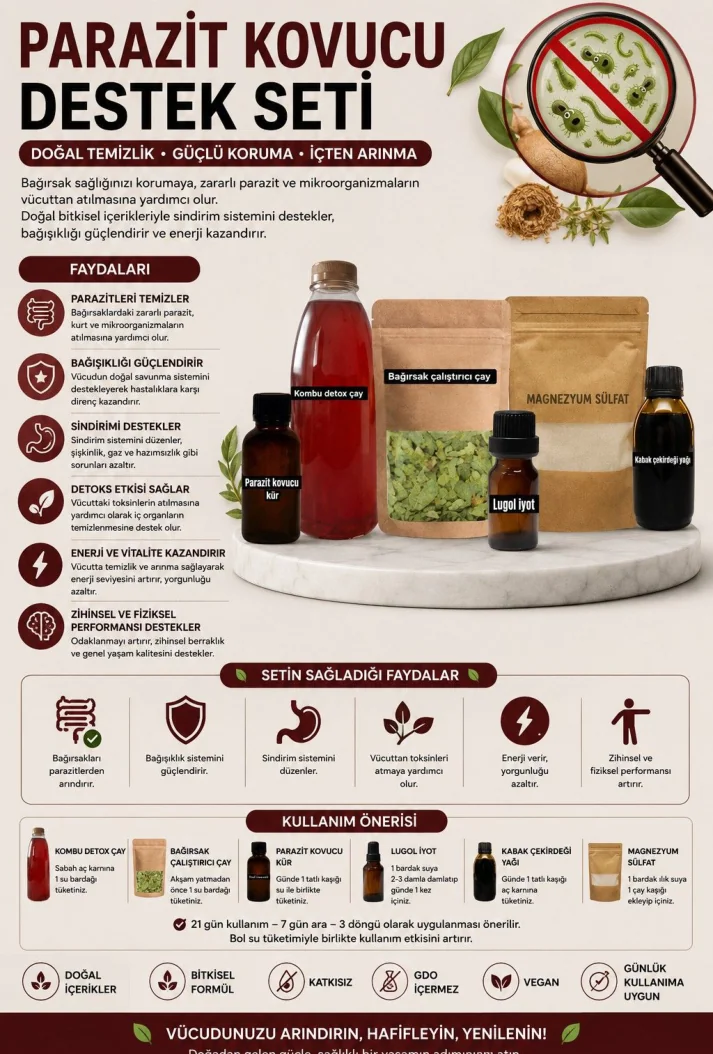 PARAZİT KOVUCU
DESTEK SETİ
DOĞAL TEMİZLİK • GÜÇLÜ KORUMA • İÇTEN ARINMA
Bağırsak sağlığınızı korumaya, zararlı parazit ve mikroorganizmaların
vücuttan atılmasına yardımcı olur.
Doğal bitkisel içerikleriyle sindirim sistemini destekler,
bağışıklığı güçlendirir ve enerji kazandırır.
FAYDALARI
PARAZİTLERİ TEMİZLER
Bağırsaklardaki zararlı parazit,
kurt ve mikroorganizmaların
atılmasına yardımcı olur.
BAĞIŞIKLIĞI GÜÇLENDİRİR
Vücudun doğal savunma sistemini
destekleyerek hastalıklara karşı
direnç kazandırır.
SİNDİRİMİ DESTEKLER
Sindirim sistemini düzenler,
şişkinlik, gaz ve hazımsızlık gibi
sorunları azaltır.
DETOKS ETKİSİ SAĞLAR
Vücuttaki toksinlerin atılmasına
yardımcı olarak iç organların
temizlenmesine destek olur.
ENERJİ VE VİTALİTE KAZANDIRIR
Vücutta temizlik ve arınma sağlayarak
enerji seviyesini artırır, yorgunluğu
azaltır.
ZİHİNSEL VE FİZİKSEL
PERFORMANSI DESTEKLER
Odaklanmayı artırır, zihinsel berraklık
ve genel yaşam kalitesini destekler.
Parazit kovucu
kür
Kombu detox çay
Bağırsak çalıştırıcı çay
Lugol iyot
MAGNEZYUM SÜLFAT
Kabak çekirdeği yağı
SETİN SAĞLADIĞI FAYDALAR
Bağırsakları
parazitlerden
arındırır.
Bağışıklık sistemini
güçlendirir.
Sindirim sistemini
düzenler.
Vücuttan toksinleri
atmaya yardımcı
olur.
Enerji verir,
yorgunluğu
azaltır.
Zihinsel ve
fiziksel performansı
artırır.
KULLANIM ÖNERİSİ
KOMBU DETOX ÇAY
Sabah aç karnına
1 su bardağı
tüketiniz.
BAĞIRSAK
ÇALIŞTIRICI ÇAY
Akşam yatmadan
önce 1 su bardağı
tüketiniz.
PARAZİT KOVUCU
KÜR
Günde 1 tatlı kaşığı
su ile birlikte
tüketiniz.
LUGOL İYOT
1 bardak suya
2-3 damla damlatıp
günde 1 kez
içiniz.
KABAK ÇEKİRDEĞİ
YAĞI
Günde 1 tatlı kaşığı
aç karnına
tüketiniz.
MAGNEZYUM
SÜLFAT
1 bardak ılık suya
1 çay kaşığı
ekleyip içiniz.
21 gün kullanım – 7 gün ara – 3 döngü olarak uygulanması önerilir.
Bol su tüketimiyle birlikte kullanım etkisini artırır.
DOĞAL
İÇERİKLER
BİTKİSEL
FORMÜL
KATKISIZ
GDO
İÇERMEZ
VEGAN
GÜNLÜK
KULLANIMA
UYGUN
VÜCUDUNUZU ARINDIRIN, HAFİFLEYİN, YENİLENİN!
Doğadan gelen güçle, sağlıklı bir yaşamın adımınını atın